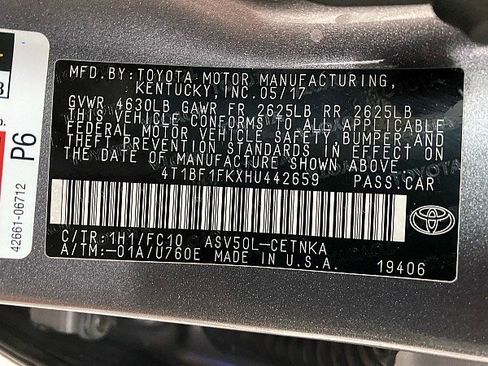 MFD.BY:TOYOTA MOTOR MANUFACTURING,
KENTUCKY,INC.05/17
GVWR 4630LB GAWR FR 2625LB RR 2625LB
THIS VEHICLE CONFORMS TO ALL APPLICABLE
FEDERAL MOTOR VEHICLE SAFETY, BUMPER, AND
THEFT PREVENTION STANDARDS IN EFFECT ON
THE DATE OF MANUFACTURE SHOWN ABOVE.
4T1BF1FKXHU442659 PASS.CAR
C/TR:1H1/FC10 ASV50L-CETNKA
A/TM:-01A/U760E MADE IN U.S.A. 19406
P6
42661-06712